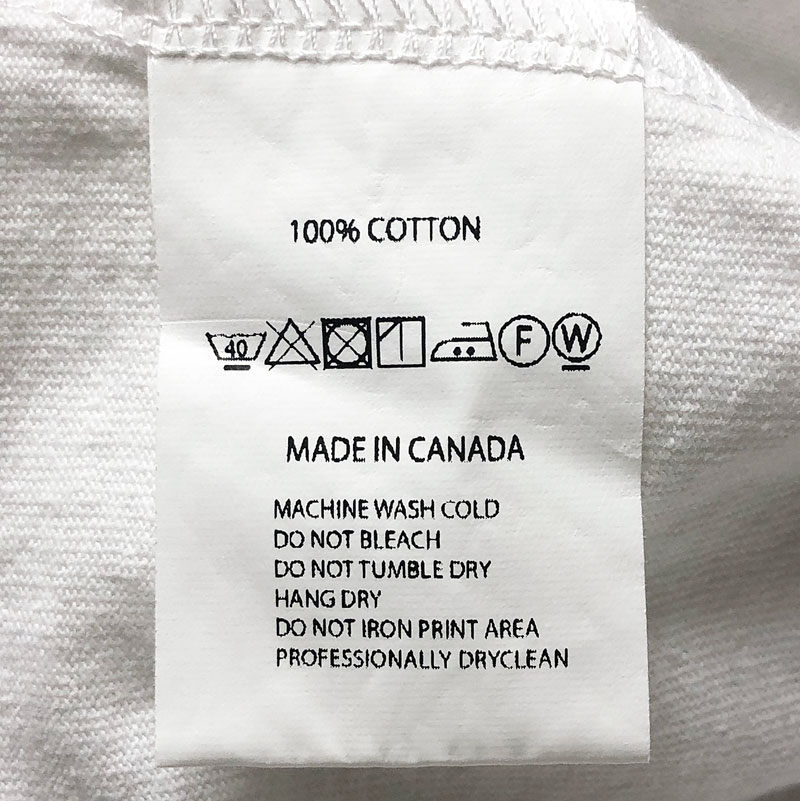 100% COTTON
40 F W
MADE IN CANADA
MACHINE WASH COLD
DO NOT BLEACH
DO NOT TUMBLE DRY
HANG DRY
DO NOT IRON PRINT AREA
PROFESSIONALLY DRYCLEAN